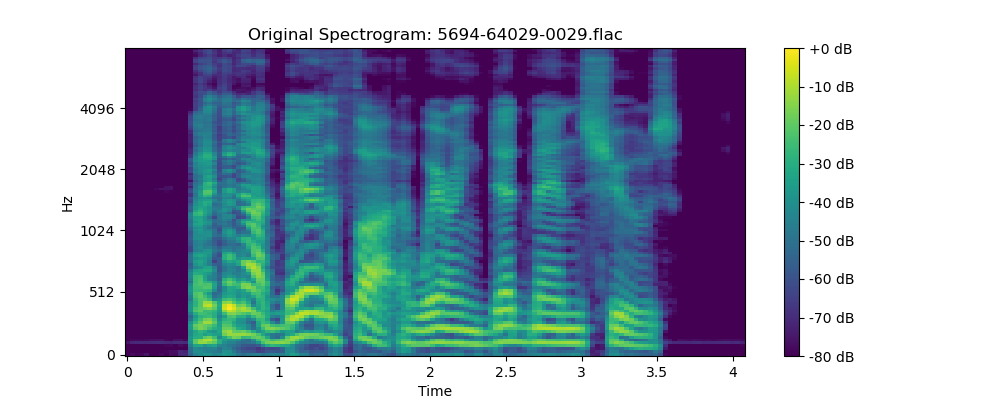 Original Spectrogram: 5694-64029-0029.flac
+0 dB
4096
-10 dB
-20 dB
2048
-30 dB
Hz
-40 dB
1024
-50 dB
512
-60 dB
-70 dB
0
-80 dB
0 0.5 1 1.5 2 2.5 3 3.5 4
Time